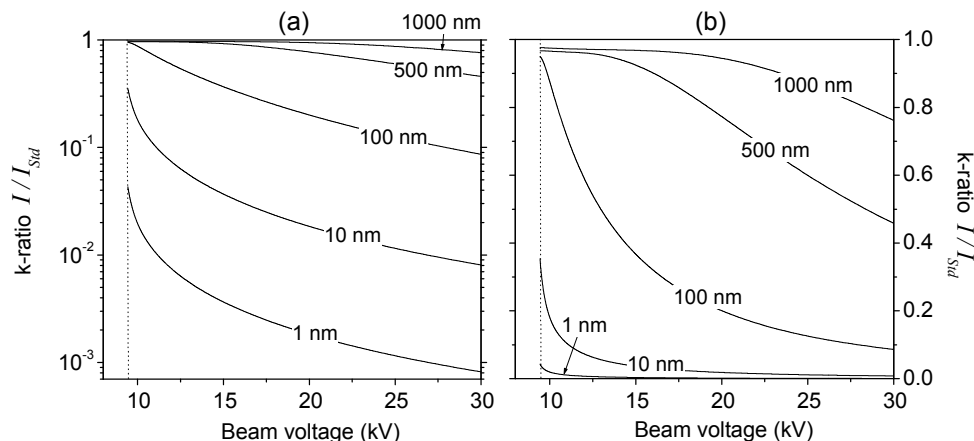 (a)
k-ratio I / I_Std
1
10⁻¹
10⁻²
10⁻³
1000 nm
500 nm
100 nm
10 nm
1 nm
10 15 20 25 30
Beam voltage (kV)
(b)
1000 nm
500 nm
100 nm
1 nm
10 nm
10 15 20 25 30
Beam voltage (kV)
1.0
0.8
0.6
0.4
0.2
0.0
k-ratio I / I_Std